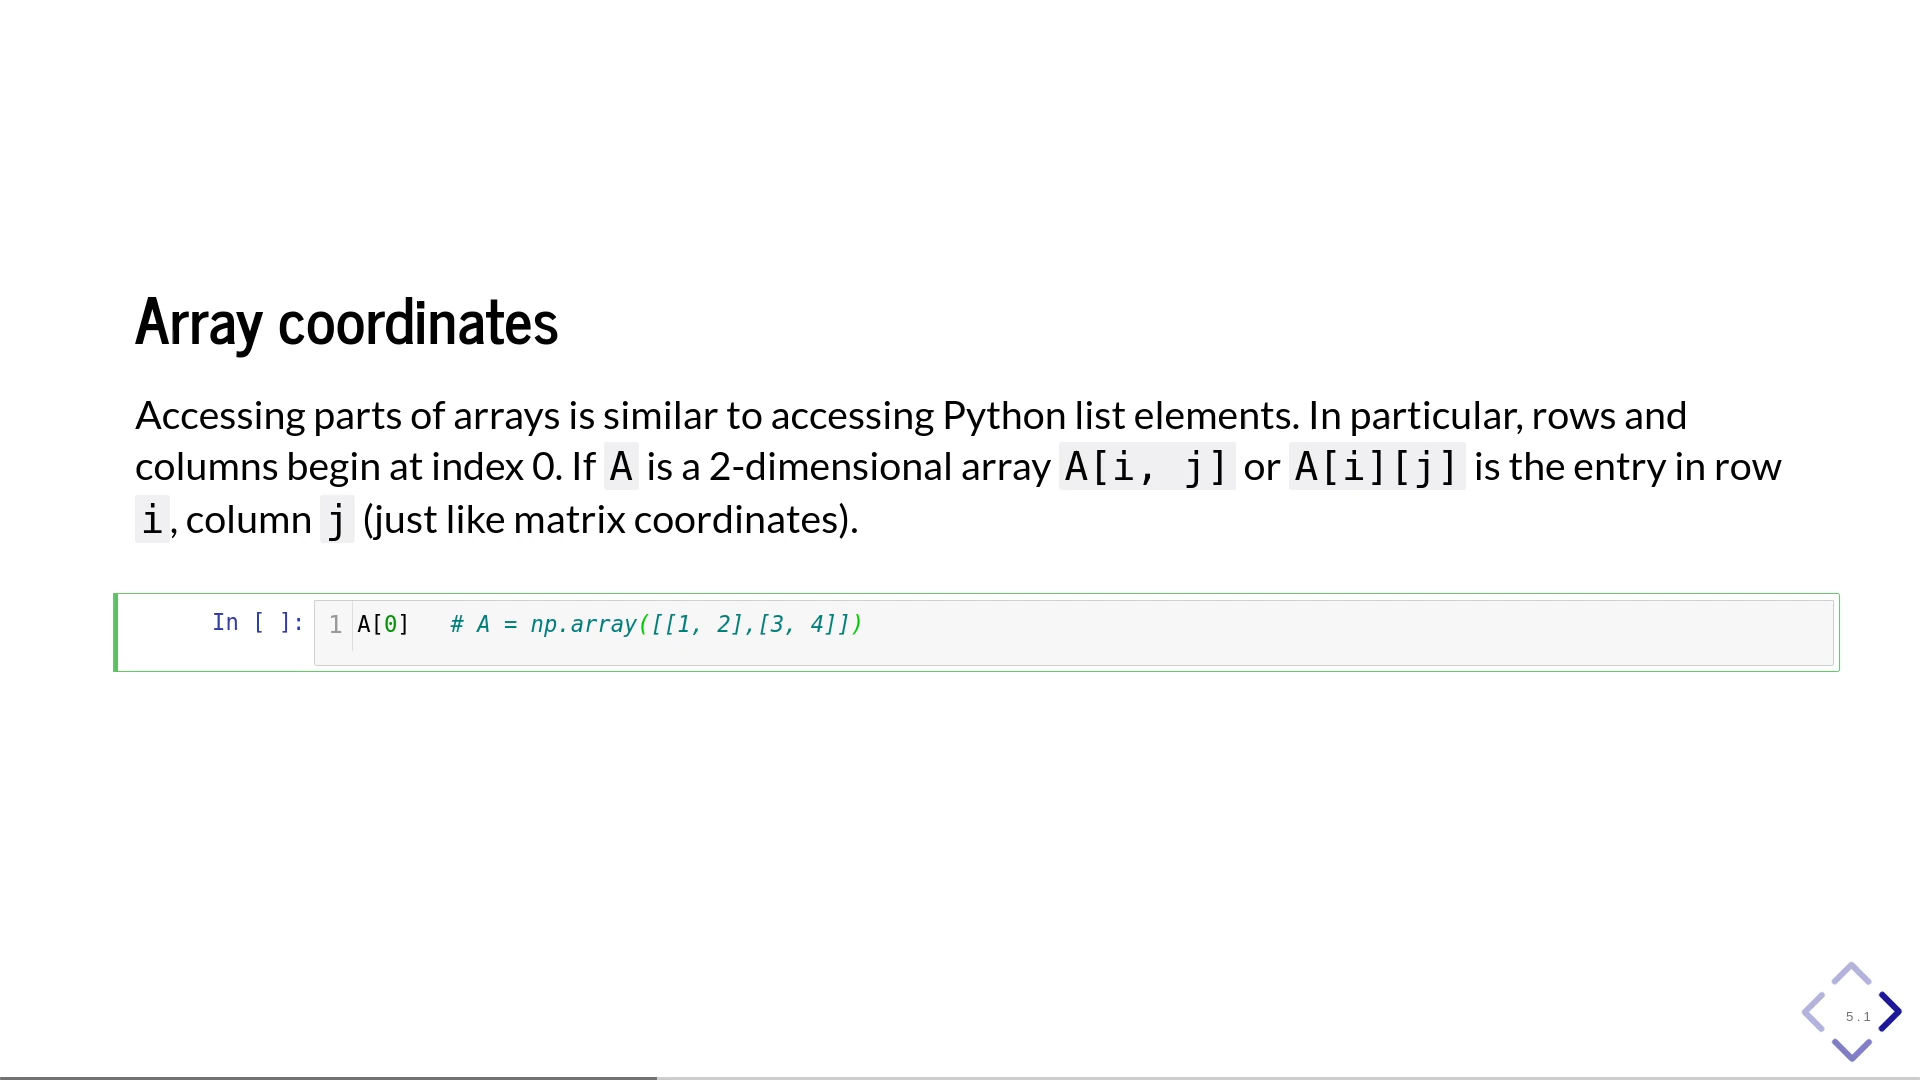 Array coordinates
Accessing parts of arrays is similar to accessing Python list elements. In particular, rows and
columns begin at index 0. If A is a 2-dimensional array A[i, j] or A[i][j] is the entry in row
i, column j (just like matrix coordinates).
In [ ]: 1 A[0]   # A = np.array([[1, 2],[3, 4]])
5.1